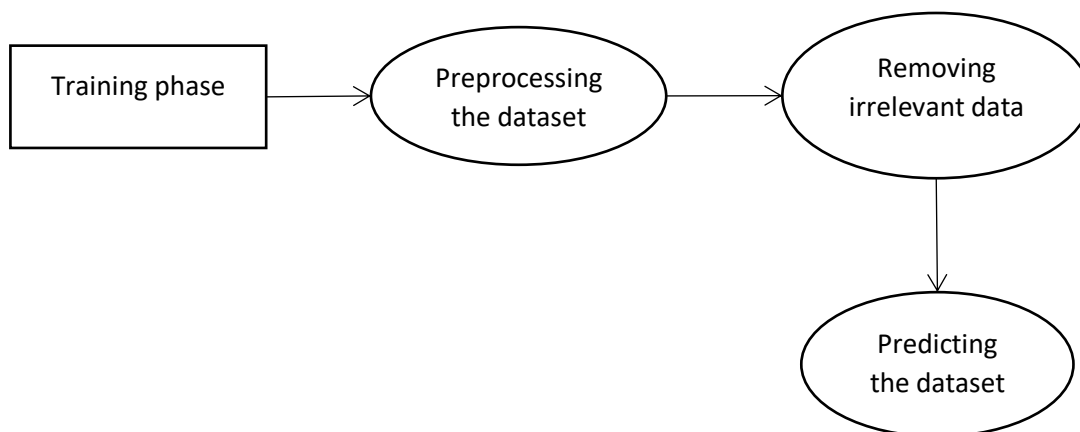 Training phase
Preprocessing
the dataset
Removing
irrelevant data
Predicting
the dataset